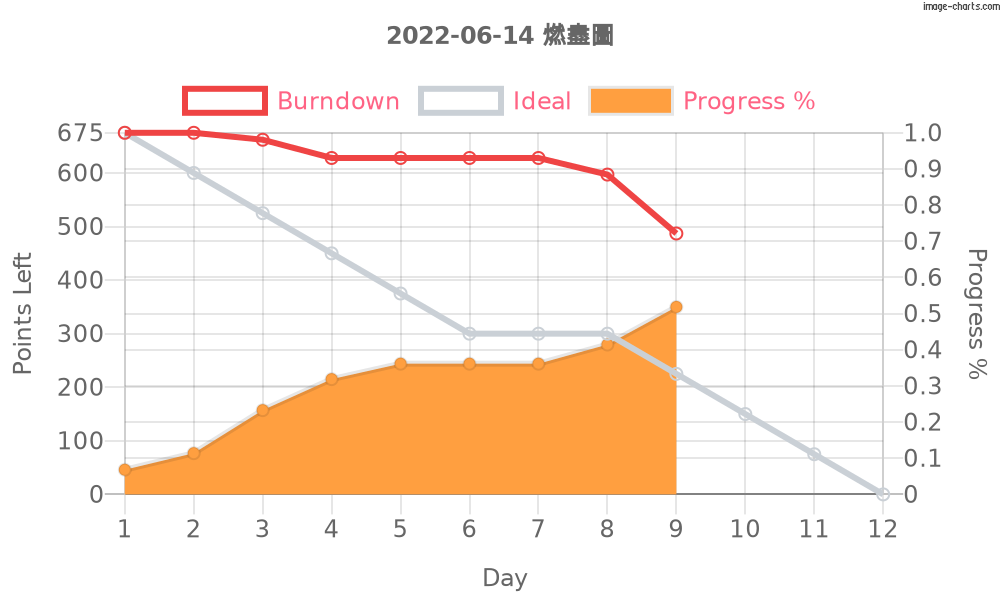 image-charts.com
2022-06-14 燃盡圖
Burndown Ideal Progress %
675 1.0
600 0.9
0.8
500 0.7
400 0.6
0.5
300 0.4
200 0.3
0.2
100 0.1
0 0
Points Left
Progress %
1 2 3 4 5 6 7 8 9 10 11 12
Day